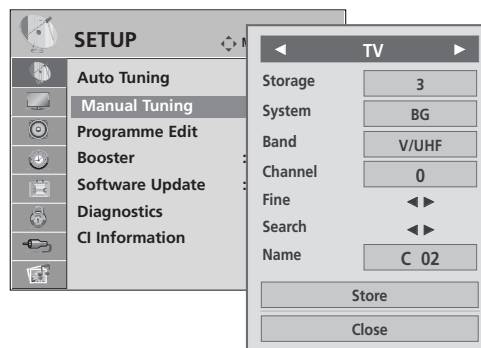 SETUP
Auto Tuning
Manual Tuning
Programme Edit
Booster :
Software Update :
Diagnostics
CI Information
◄ TV ►
Storage 3
System BG
Band V/UHF
Channel 0
Fine ◄►
Search ◄►
Name C 02
Store
Close